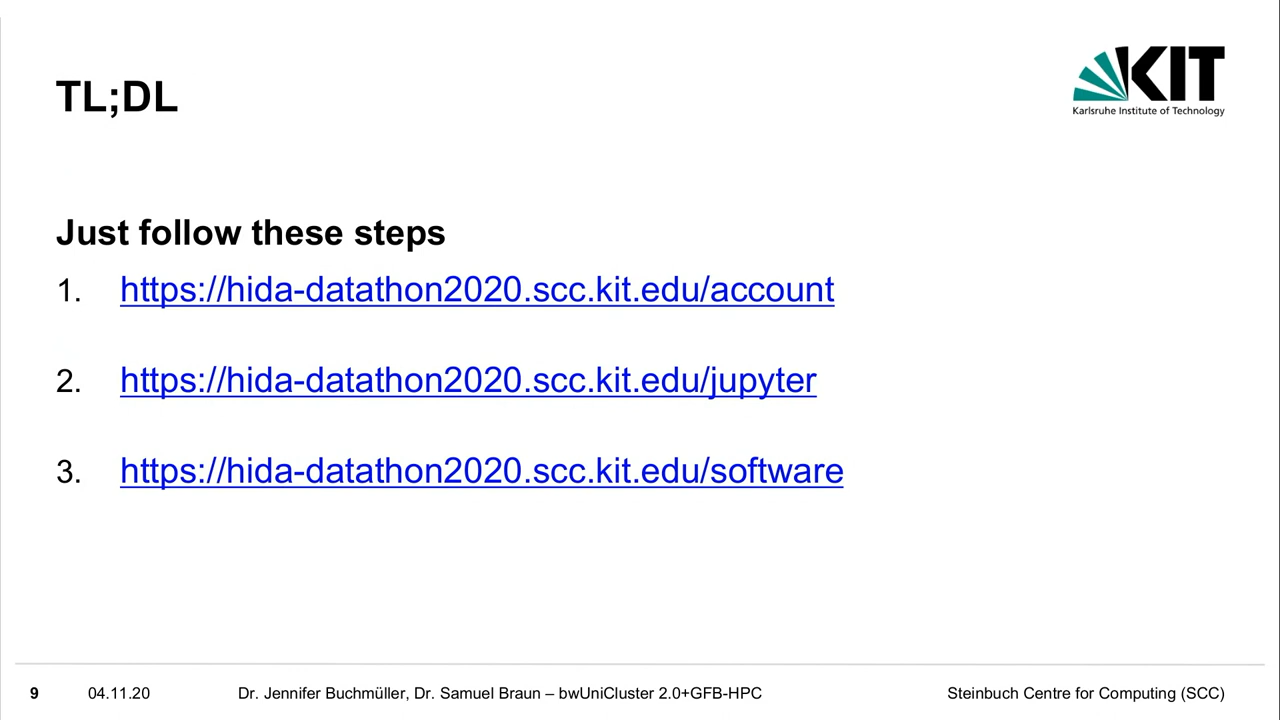 TL;DL
KIT
Karlsruhe Institute of Technology
Just follow these steps
1. https://hida-datathon2020.scc.kit.edu/account
2. https://hida-datathon2020.scc.kit.edu/jupyter
3. https://hida-datathon2020.scc.kit.edu/software
9 04.11.20 Dr. Jennifer Buchmüller, Dr. Samuel Braun – bwUniCluster 2.0+GFB-HPC Steinbuch Centre for Computing (SCC)